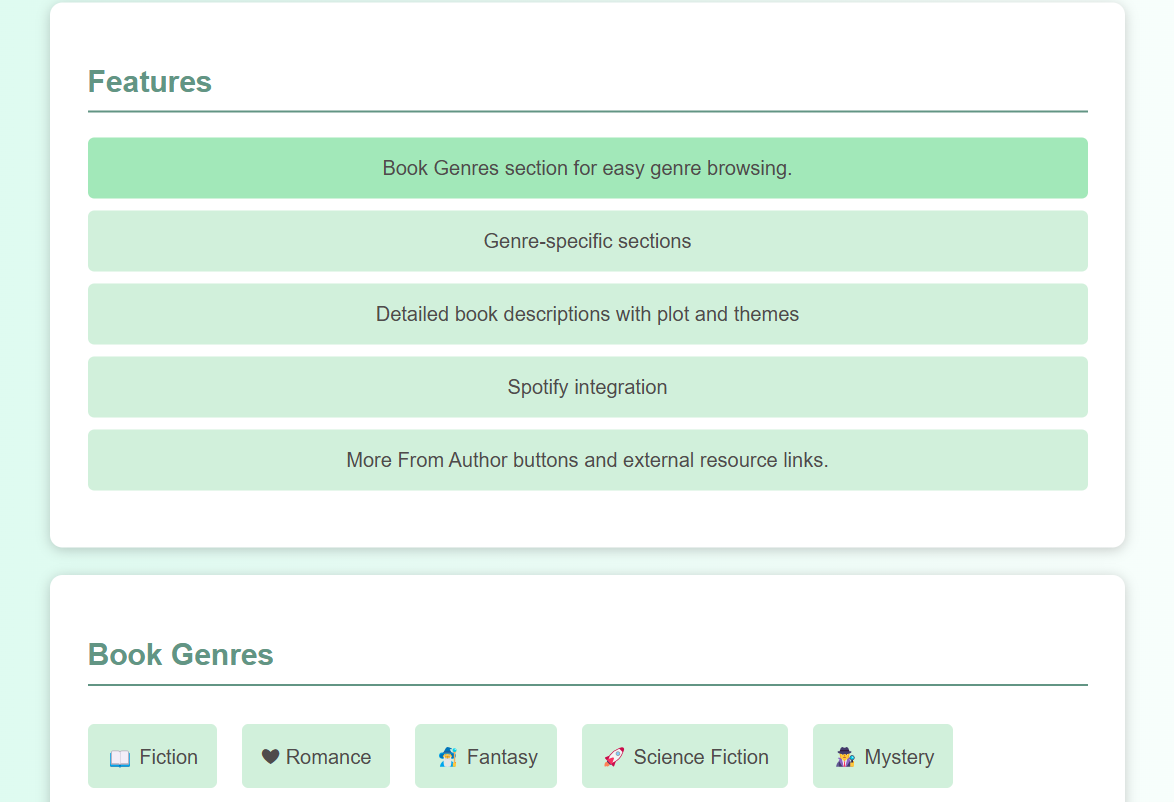 Features
Book Genres section for easy genre browsing.
Genre-specific sections
Detailed book descriptions with plot and themes
Spotify integration
More From Author buttons and external resource links.
Book Genres
📖 Fiction
🖤 Romance
🧙‍♂️ Fantasy
🚀 Science Fiction
🕵️‍♀️ Mystery